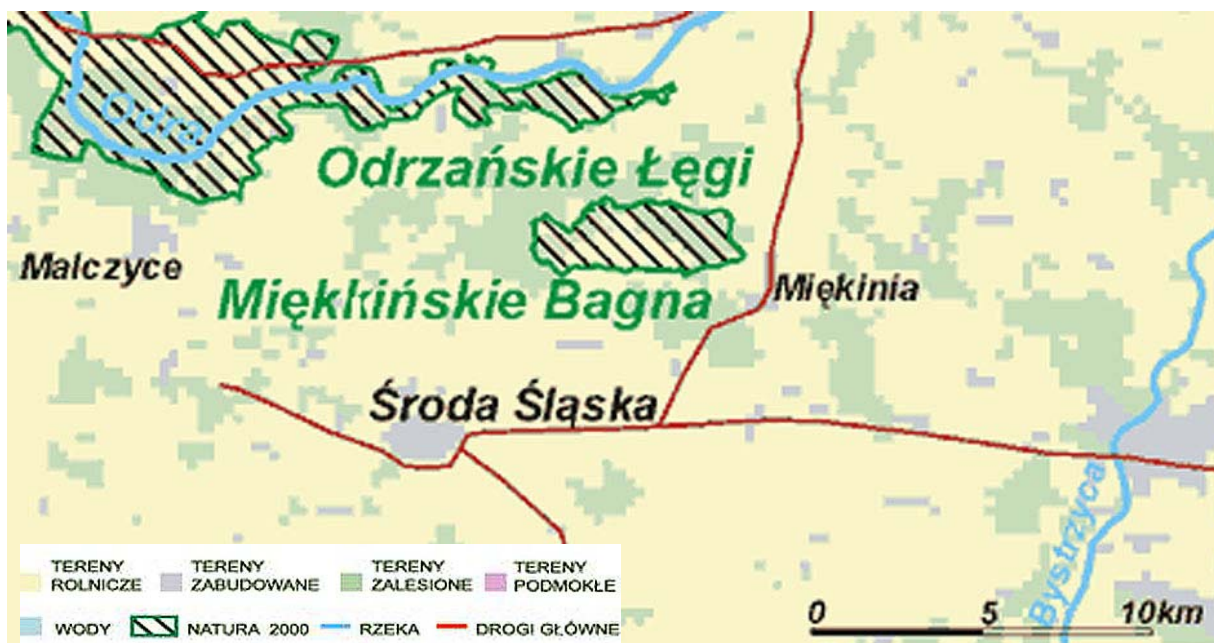 Odra
Odrzańskie Łęgi
Malczyce
Miękkińskie Bagna
Miękinia
Środa Śląska
Bystrzyca
TERENY ROLNICZE
TERENY ZABUDOWANE
TERENY ZALESIONE
TERENY PODMOKŁE
WODY
NATURA 2000
RZEKA
DROGI GŁÓWNE
0 5 10km